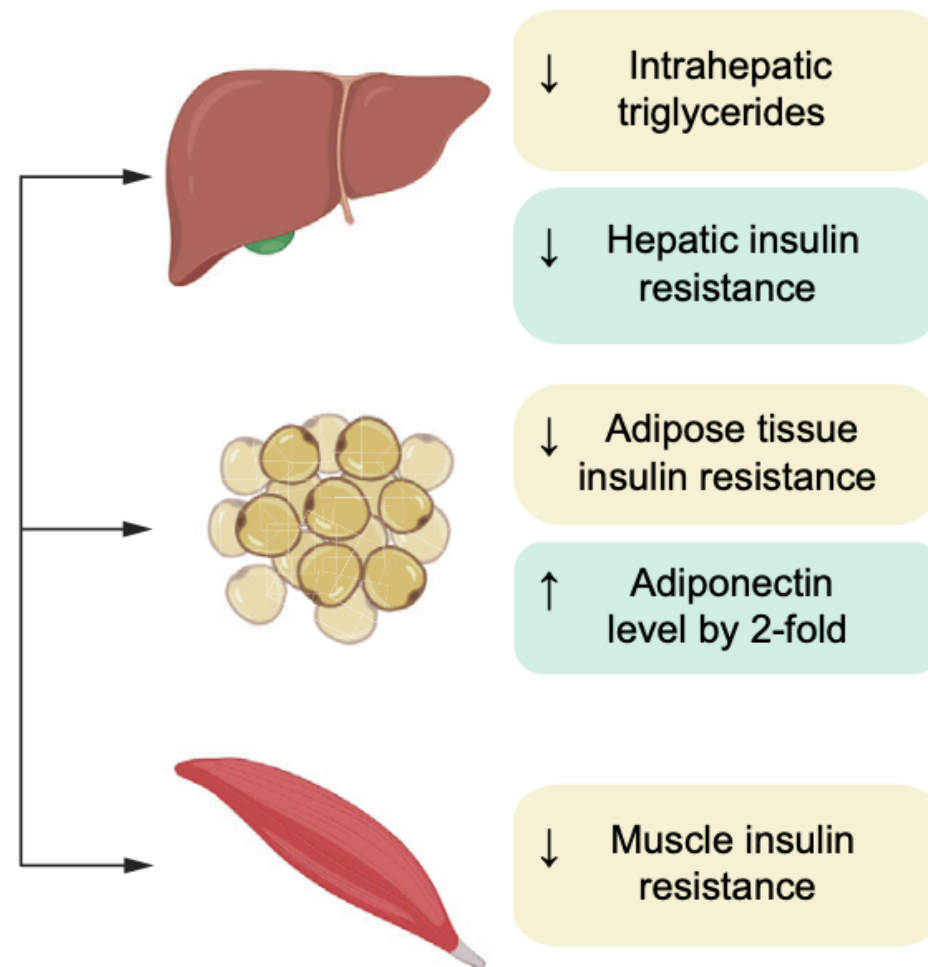 ↓ Intrahepatic
triglycerides
↓ Hepatic insulin
resistance
↓ Adipose tissue
insulin resistance
↑ Adiponectin
level by 2-fold
↓ Muscle insulin
resistance